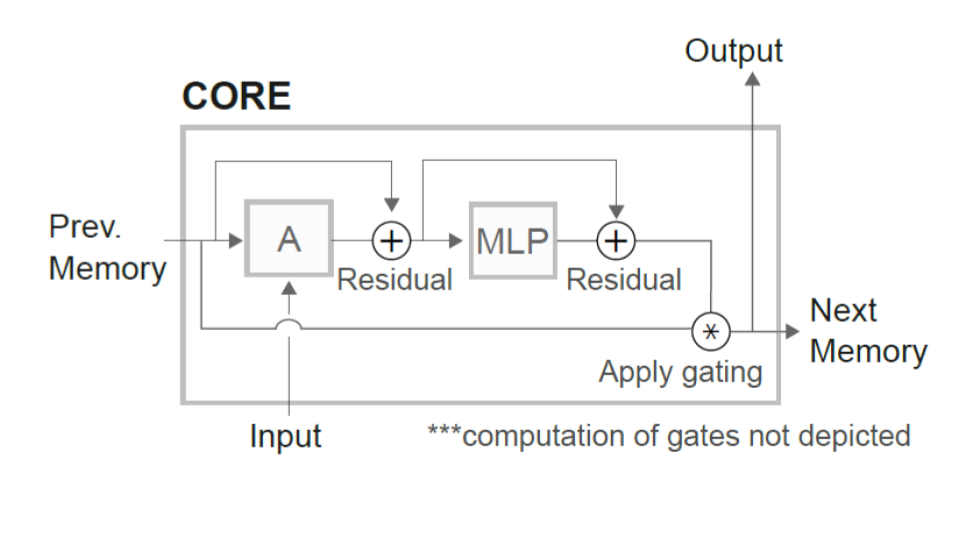 Output
CORE
Prev.
Memory
A
+
Residual
MLP
+
Residual
*
Next
Memory
Apply gating
Input
***computation of gates not depicted